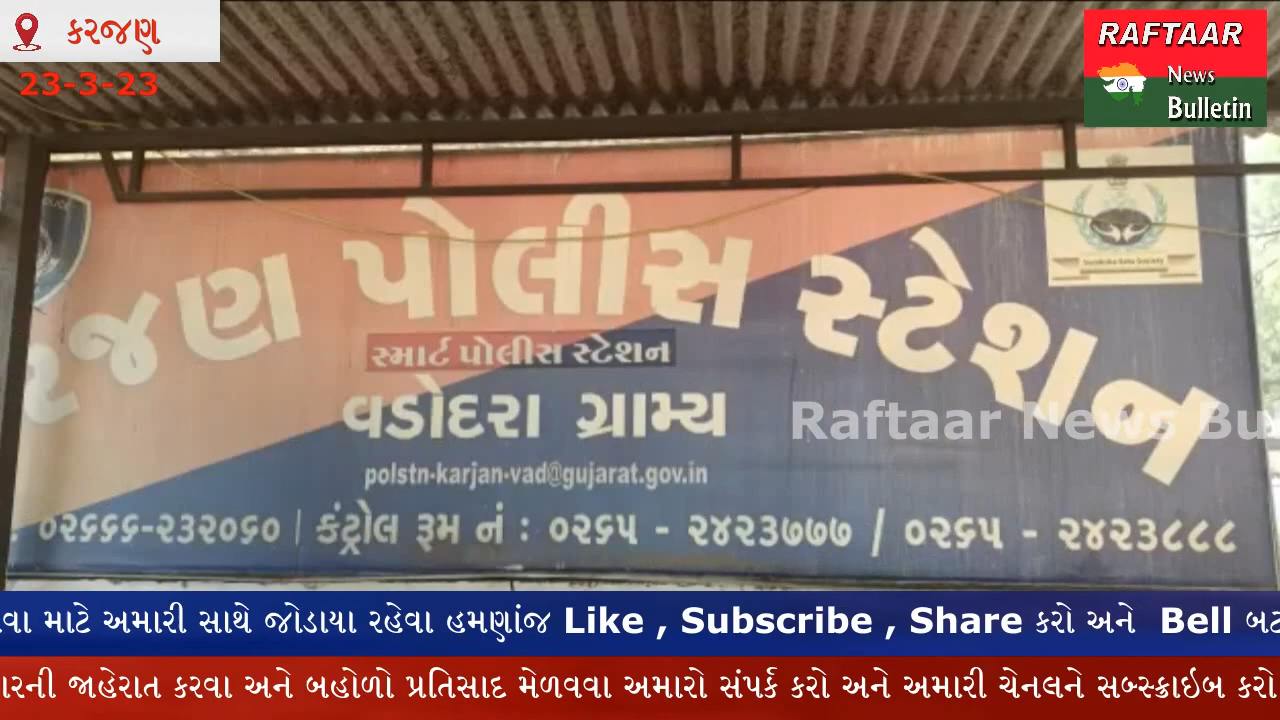 કરજણ
23-3-23
RAFTAAR
News
Bulletin
રજણ પોલીસ સ્ટેશન
સ્માર્ટ પોલીસ સ્ટેશન
વડોદરા ગ્રામ્ય
Raftaar News Bu
polstn-karjan-vad@gujarat.gov.in
૦૨૬૬૬-૨૩૨૦૬૦ | કંટ્રોલ રૂમ નં : ૦૨૬૫ - ૨૪૨૩૭૭૭ / ૦૨૬૫ - ૨૪૨૩૮૮૮
વા માટે અમારી સાથે જોડાયા રહેવા હમણાંજ Like , Subscribe , Share કરો અને Bell બટ
ારની જાહેરાત કરવા અને બહોળો પ્રતિસાદ મેળવવા અમારો સંપર્ક કરો અને અમારી ચેનલને સબ્સ્ક્રાઇબ કરો